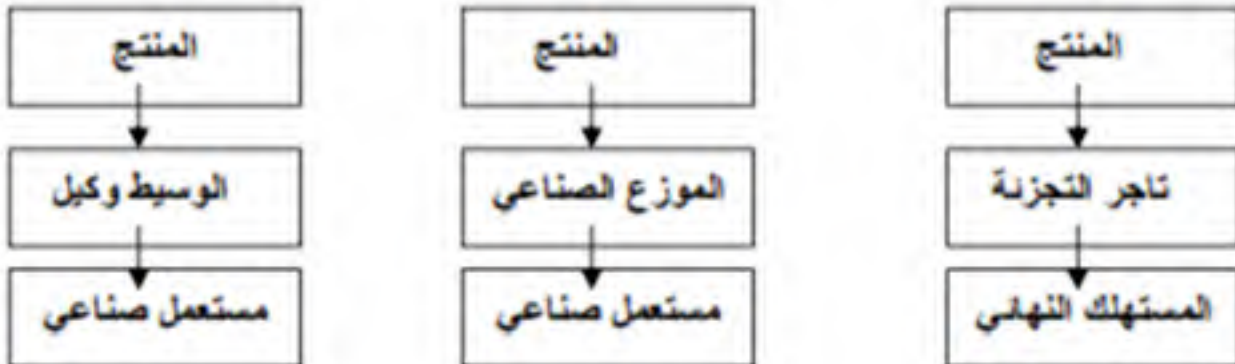 المنتج
المنتج
المنتج
تاجر التجزئة
الموزع الصناعي
الوسيط وكيل
المستهلك النهائي
مستعمل صناعي
مستعمل صناعي